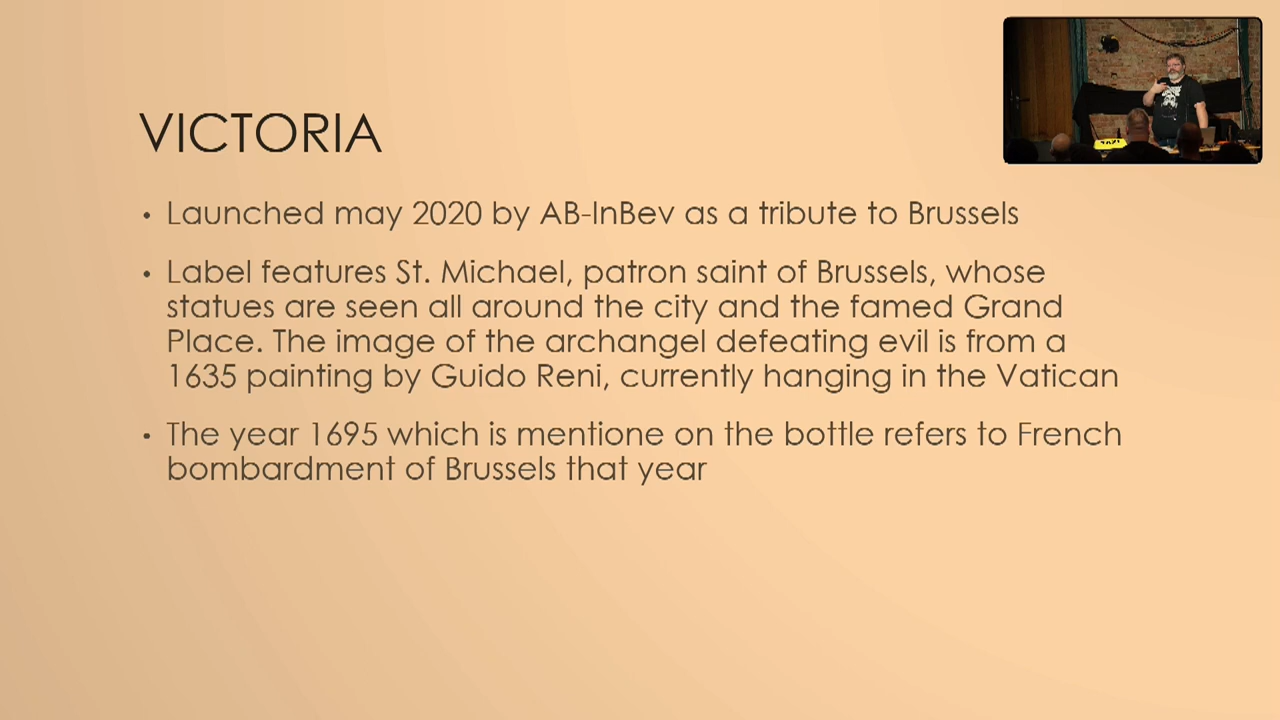 VICTORIA
• Launched may 2020 by AB-InBev as a tribute to Brussels
• Label features St. Michael, patron saint of Brussels, whose
statues are seen all around the city and the famed Grand
Place. The image of the archangel defeating evil is from a
1635 painting by Guido Reni, currently hanging in the Vatican
• The year 1695 which is mentione on the bottle refers to French
bombardment of Brussels that year